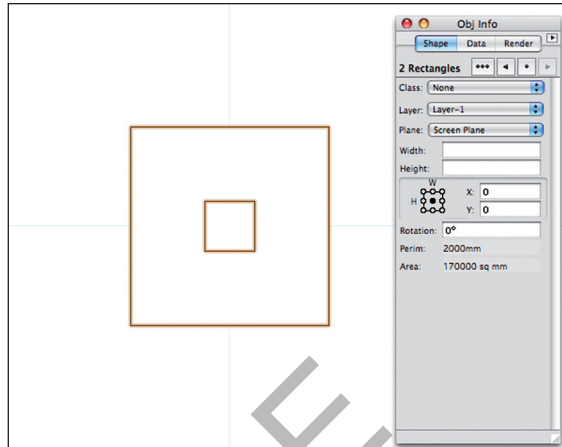 Obj Info
Shape Data Render
2 Rectangles
Class: None
Layer: Layer-1
Plane: Screen Plane
Width:
Height:
W
H
X: 0
Y: 0
Rotation: 0°
Perim: 2000mm
Area: 170000 sq mm